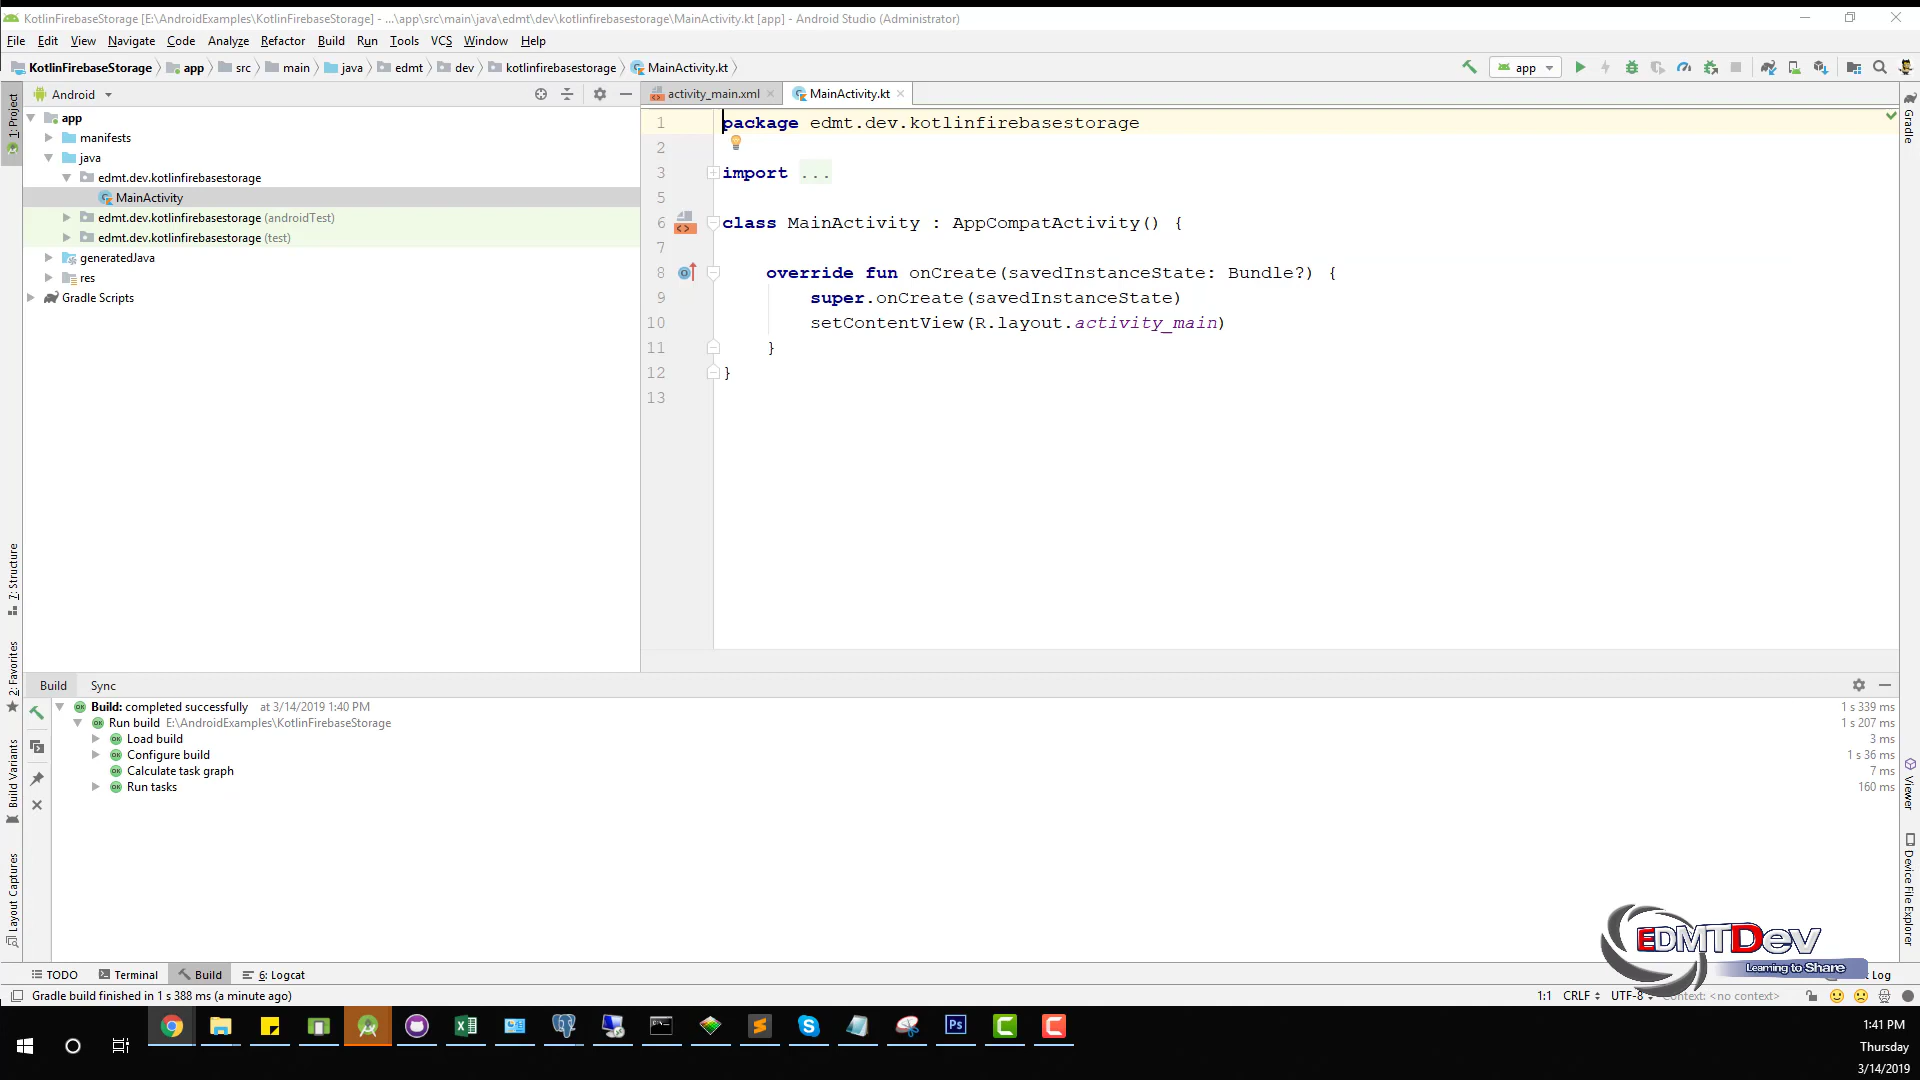 KotlinFirebaseStorage [E:\AndroidExamples\KotlinFirebaseStorage] - ...\app\src\main\java\edmt\dev\kotlinfirebasestorage\MainActivity.kt [app] - Android Studio (Administrator)
File Edit View Navigate Code Analyze Refactor Build Run Tools VCS Window Help
KotlinFirebaseStorage app src main java edmt dev kotlinfirebasestorage MainActivity.kt app
Android activity_main.xml MainActivity.kt
1: Project
Gradle
app
manifests
java
edmt.dev.kotlinfirebasestorage
MainActivity
edmt.dev.kotlinfirebasestorage (androidTest)
edmt.dev.kotlinfirebasestorage (test)
generatedJava
res
Gradle Scripts
1 package edmt.dev.kotlinfirebasestorage
2
3 import ...
5
6 class MainActivity : AppCompatActivity() {
7
8 override fun onCreate(savedInstanceState: Bundle?) {
9 super.onCreate(savedInstanceState)
10 setContentView(R.layout.activity_main)
11 }
12 }
13
7: Structure
2: Favorites
Build Variants
Layout Captures
Viewer
Device File Explorer
Build Sync
Build: completed successfully at 3/14/2019 1:40 PM 1 s 339 ms
Run build E:\AndroidExamples\KotlinFirebaseStorage 1 s 207 ms
Load build 3 ms
Configure build 1 s 36 ms
Calculate task graph 7 ms
Run tasks 160 ms
EDMTDev
Learning to Share
TODO Terminal Build 6: Logcat Log
Gradle build finished in 1 s 388 ms (a minute ago) 1:1 CRLF UTF-8 Context: <no context>
Ps
1:41 PM
Thursday
3/14/2019